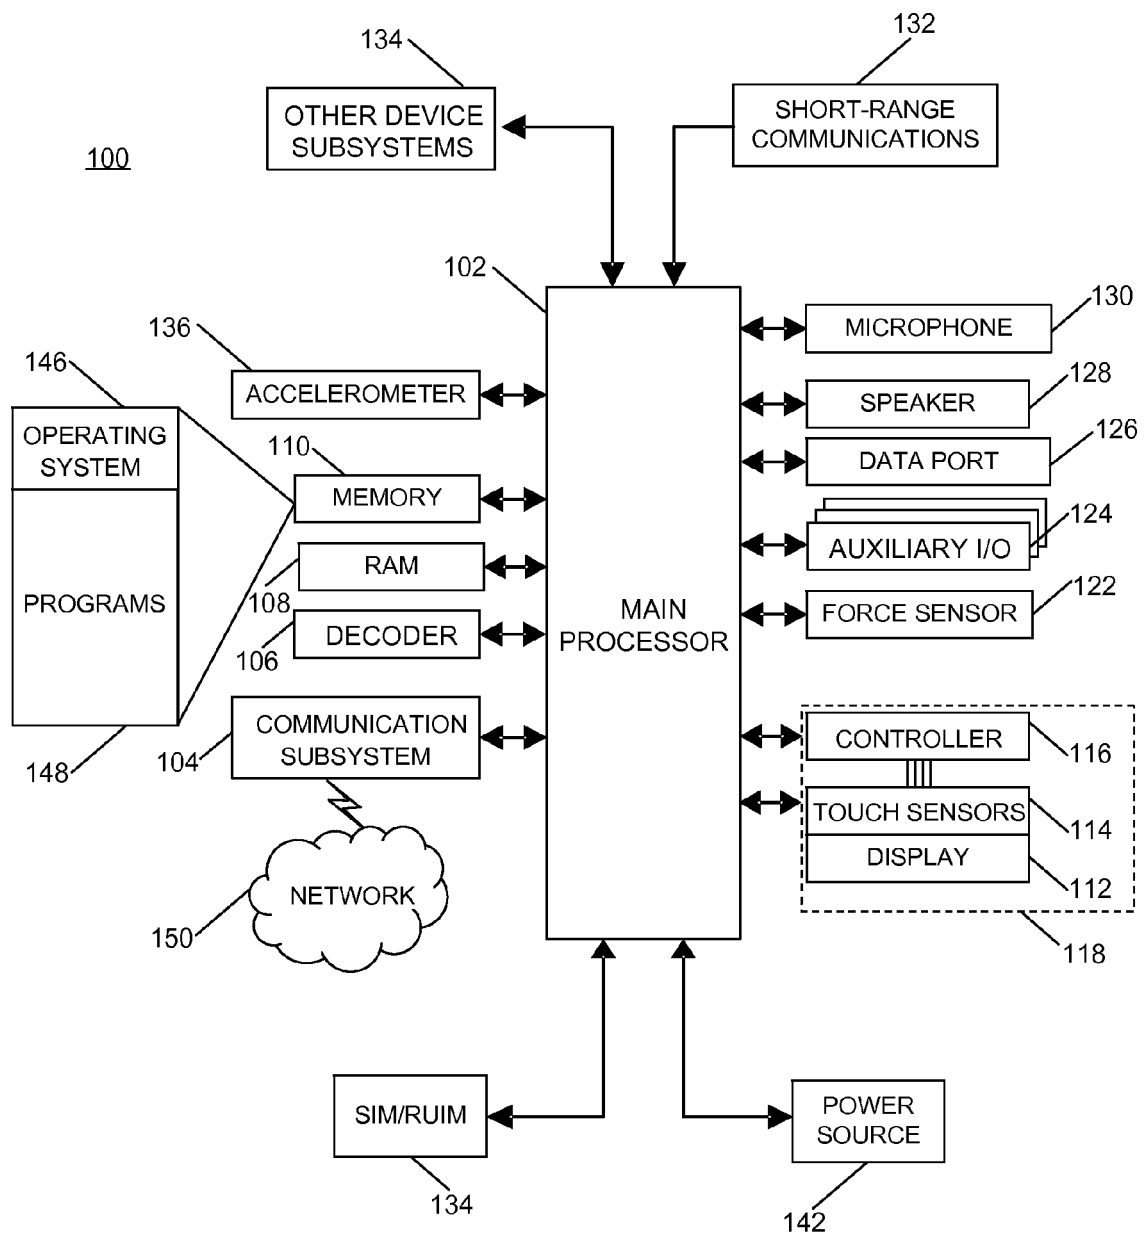 134
132
OTHER DEVICE
SUBSYSTEMS
SHORT-RANGE
COMMUNICATIONS
100
102
130
MICROPHONE
136
146
ACCELEROMETER
128
SPEAKER
126
OPERATING
SYSTEM
110
DATA PORT
MEMORY
124
AUXILIARY I/O
RAM
108
122
PROGRAMS
MAIN
PROCESSOR
FORCE SENSOR
DECODER
106
COMMUNICATION
SUBSYSTEM
104
148
CONTROLLER
116
TOUCH SENSORS
114
DISPLAY
112
NETWORK
150
118
SIM/RUIM
134
POWER
SOURCE
142